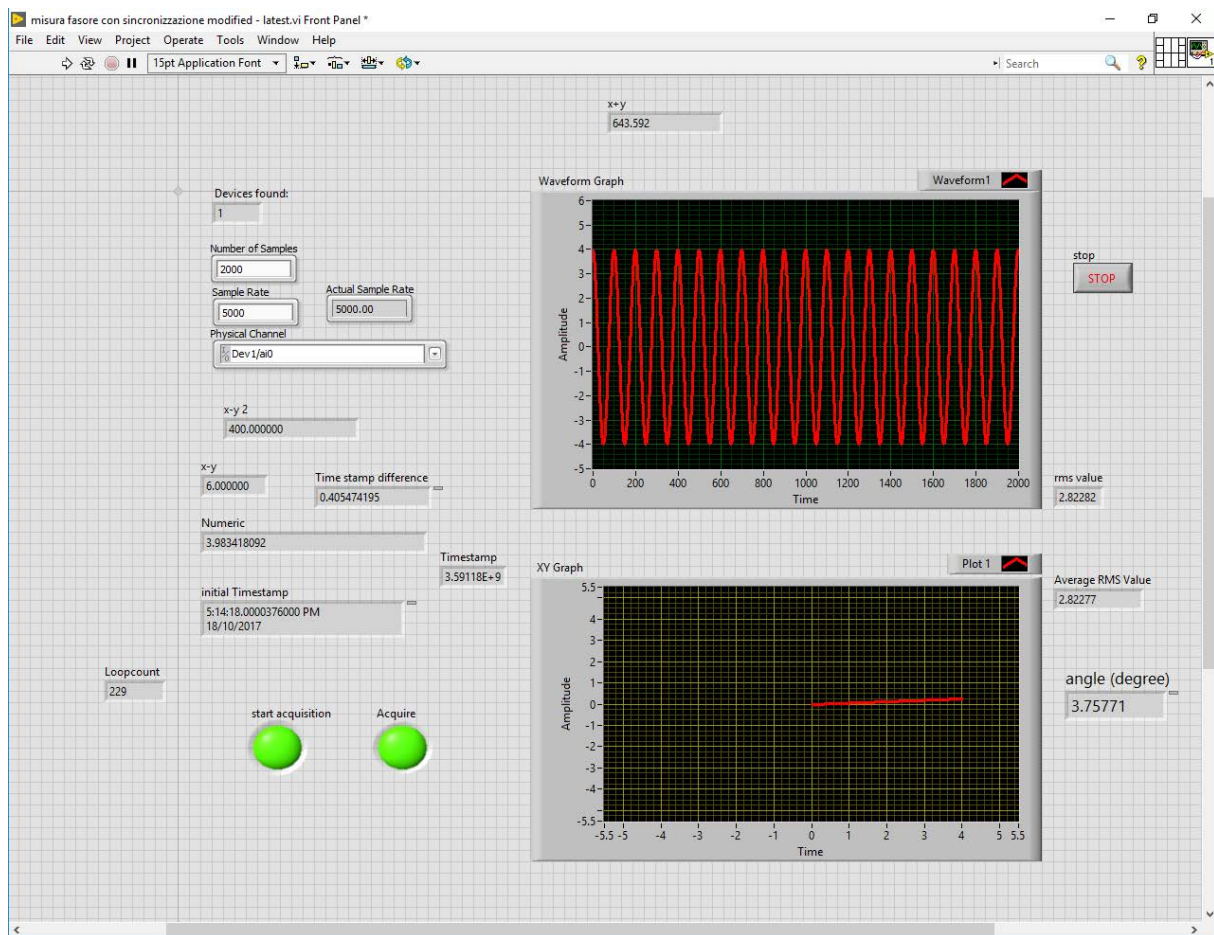 misura fasore con sincronizzazione modified - latest.vi Front Panel *
File Edit View Project Operate Tools Window Help
15pt Application Font
Search
x+y
643.592
Devices found:
1
Number of Samples
2000
Sample Rate
5000
Actual Sample Rate
5000.00
Physical Channel
Dev1/ai0
Waveform Graph
Waveform1
6
5
4
3
2
1
0
-1
-2
-3
-4
-5
Amplitude
0 200 400 600 800 1000 1200 1400 1600 1800 2000
Time
stop
STOP
x-y 2
400.000000
x-y
6.000000
Time stamp difference
0.405474195
rms value
2.82282
Numeric
3.983418092
Timestamp
3.59118E+9
initial Timestamp
5:14:18.0000376000 PM
18/10/2017
XY Graph
Plot 1
5.5
4
3
2
1
0
-1
-2
-3
-4
-5.5
Amplitude
-5.5 -5 -4 -3 -2 -1 0 1 2 3 4 5 5.5
Time
Average RMS Value
2.82277
Loopcount
229
angle (degree)
3.75771
start acquisition
Acquire